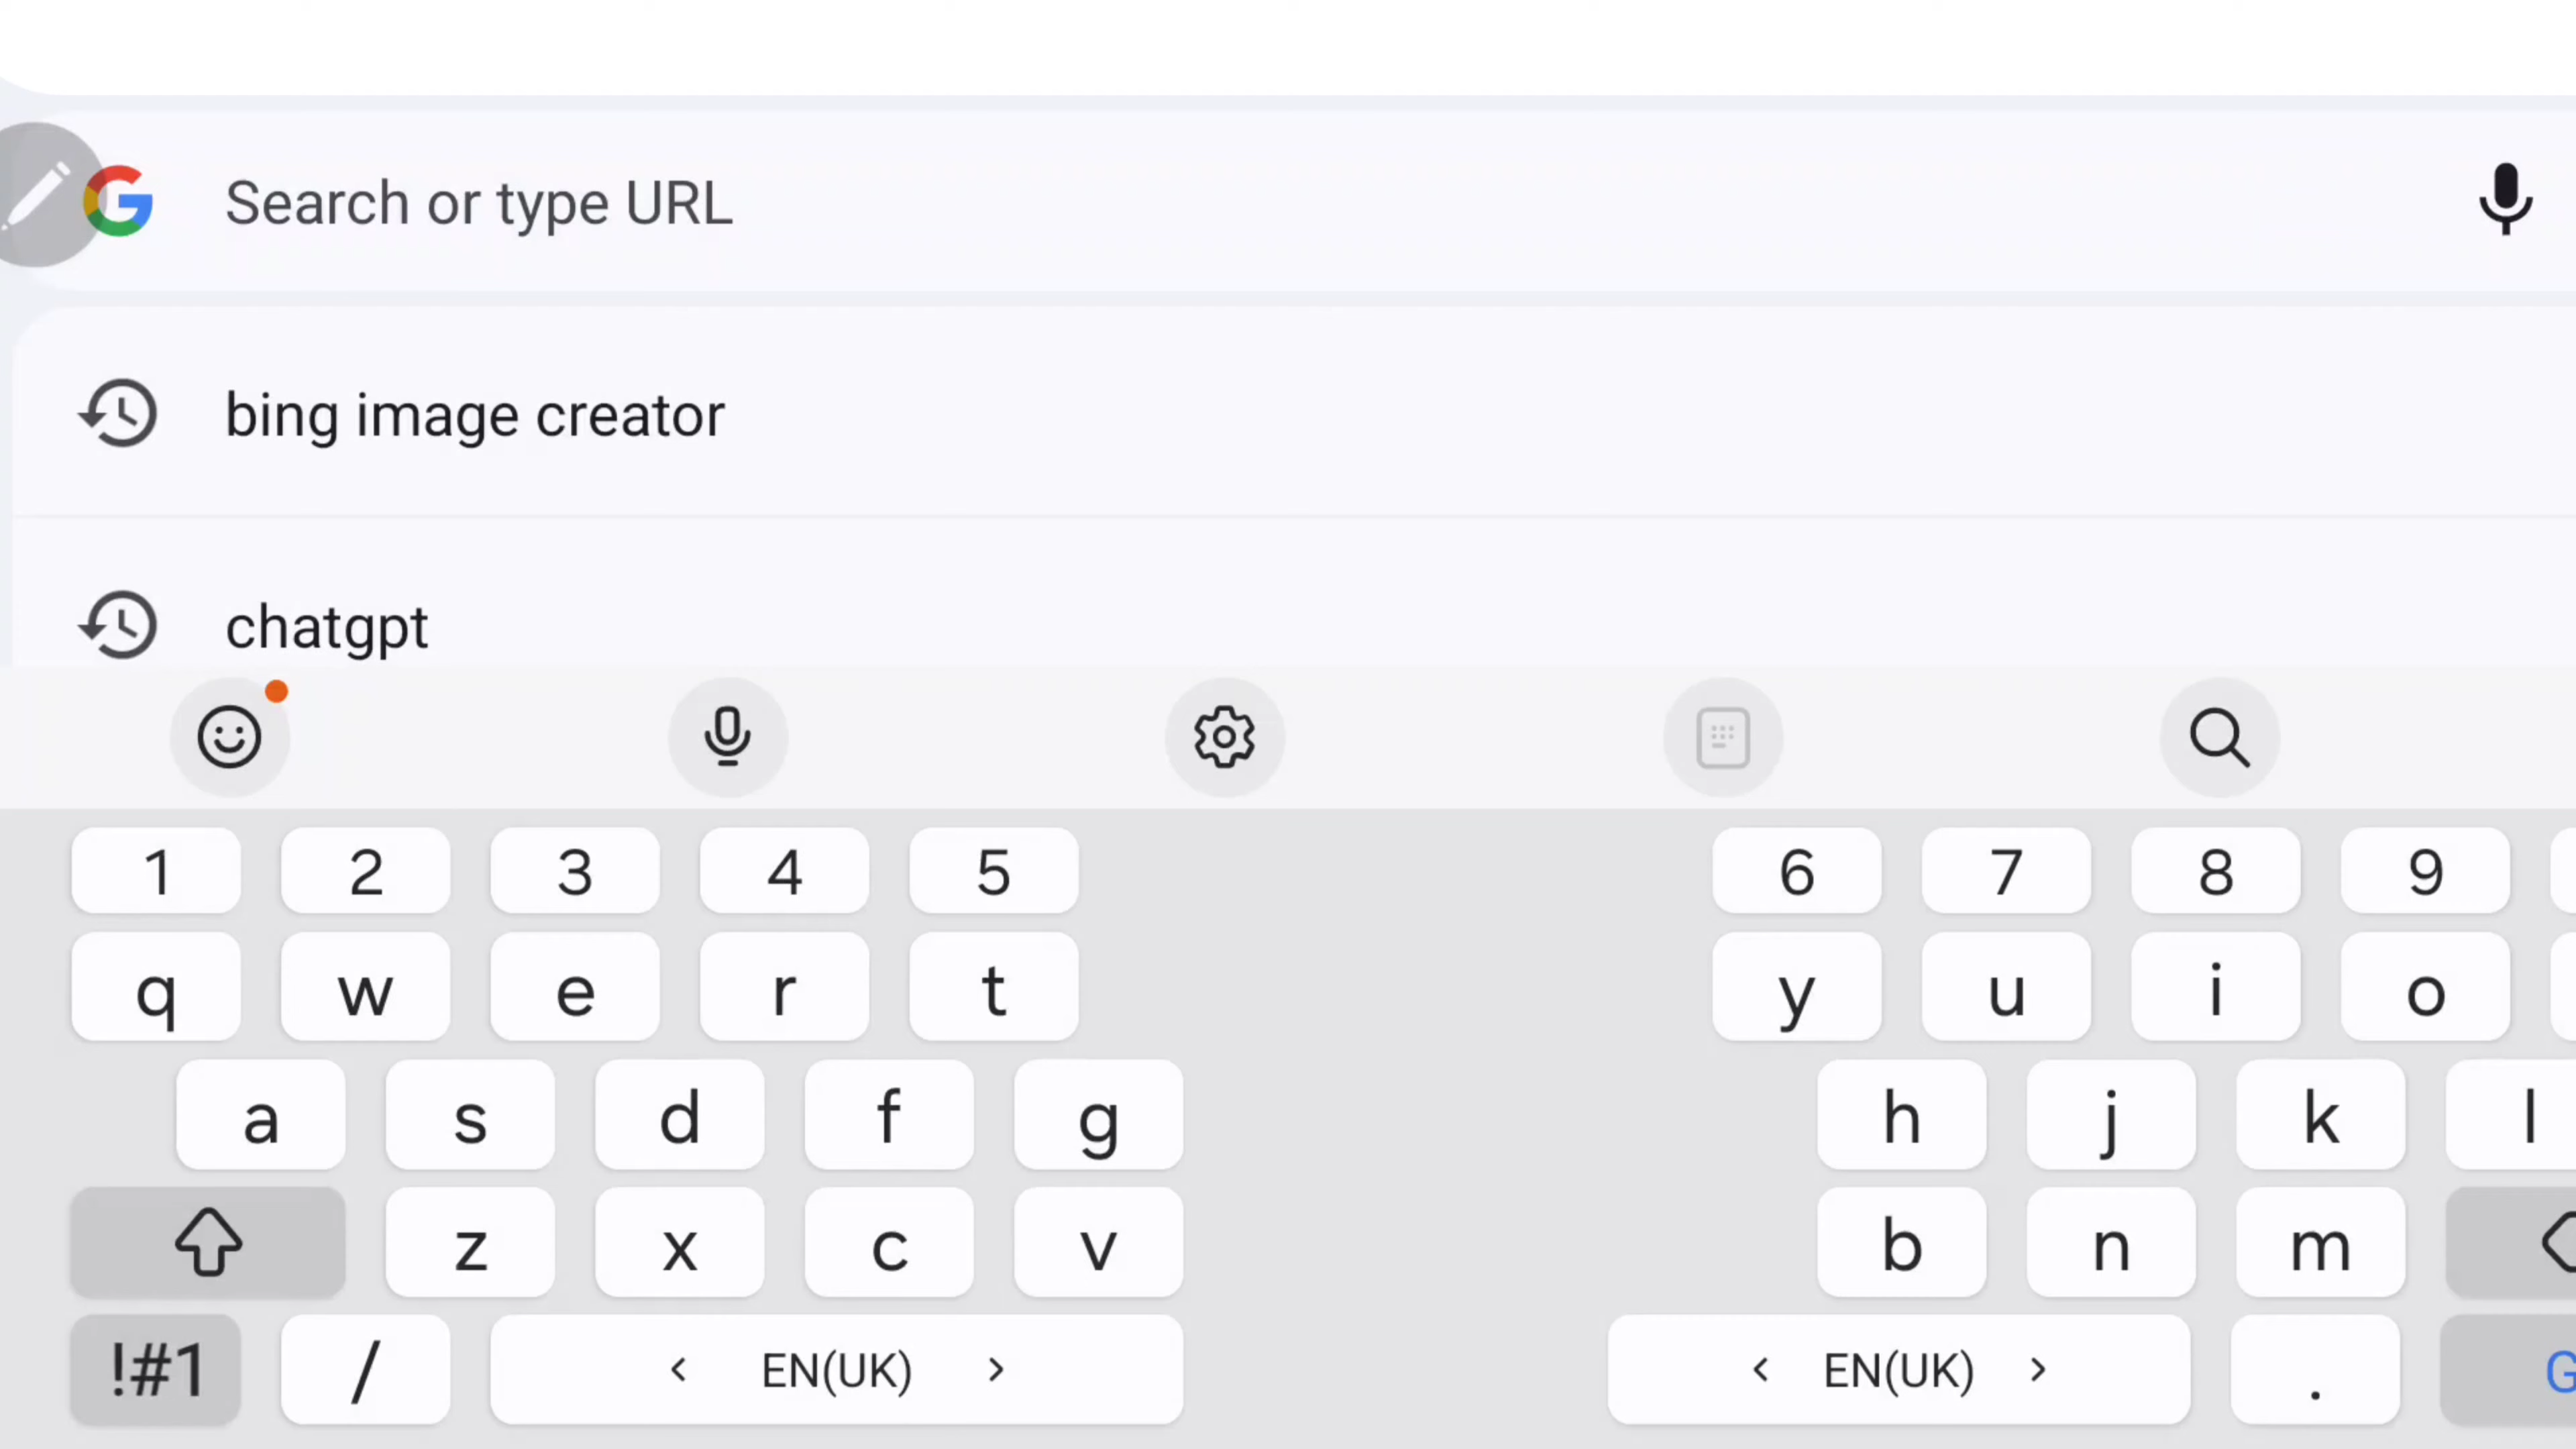 Search or type URL
bing image creator
chatgpt
1 2 3 4 5 6 7 8 9
q w e r t y u i o
a s d f g h j k l
z x c v b n m
!#1 / < EN(UK) > < EN(UK) > . G